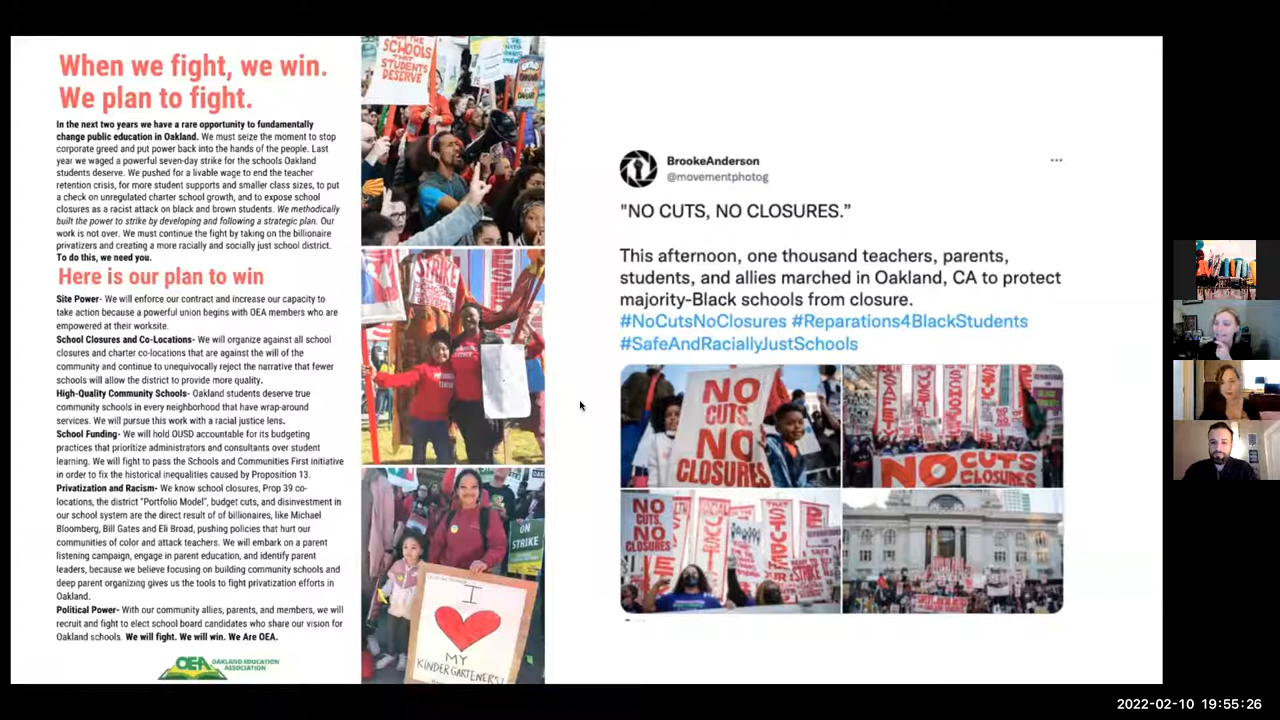 When we fight, we win.
We plan to fight.
In the next two years we have a rare opportunity to fundamentally
change public education in Oakland. We must seize the moment to stop
corporate greed and put power back into the hands of the people. Last
year we waged a powerful seven-day strike for the schools Oakland
students deserve. We pushed for a livable wage to end the teacher
retention crisis, for more student supports and smaller class sizes, to put
a check on unregulated charter school growth, and to expose school
closures as a racist attack on black and brown students. We methodically
built the power to strike by developing and following a strategic plan. Our
work is not over. We must continue the fight by taking on the billionaire
privatizers and creating a more racially and socially just school district.
To do this, we need you.
Here is our plan to win
Site Power- We will enforce our contract and increase our capacity to
take action because a powerful union begins with OEA members who are
empowered at their worksite.
School Closures and Co-Locations- We will organize against all school
closures and charter co-locations that are against the will of the
community and continue to unequivocally reject the narrative that fewer
schools will allow the district to provide more quality.
High-Quality Community Schools- Oakland students deserve true
community schools in every neighborhood that have wrap-around
services. We will pursue this work with a racial justice lens.
School Funding- We will hold OUSD accountable for its budgeting
practices that prioritize administrators and consultants over student
learning. We will fight to pass the Schools and Communities First initiative
in order to fix the historical inequalities caused by Proposition 13.
Privatization and Racism- We know school closures, Prop 39 co-
locations, the district "Portfolio Model", budget cuts, and disinvestment in
our school system are the direct result of of billionaires, like Michael
Bloomberg, Bill Gates and Eli Broad, pushing policies that hurt our
communities of color and attack teachers. We will embark on a parent
listening campaign, engage in parent education, and identify parent
leaders, because we believe focusing on building community schools and
deep parent organizing gives us the tools to fight privatization efforts in
Oakland.
Political Power- With our community allies, parents, and members, we will
recruit and fight to elect school board candidates who share our vision for
Oakland schools. We will fight. We will win. We Are OEA.
OEA OAKLAND EDUCATION
ASSOCIATION
SCHOOLS
THAT
STUDENTS
DESERVE
STRIKE
ON
STRIKE
I
MY
KINDERGARTENERS!
BrookeAnderson
@movementphotog
"NO CUTS, NO CLOSURES."
This afternoon, one thousand teachers, parents,
students, and allies marched in Oakland, CA to protect
majority-Black schools from closure.
#NoCutsNoClosures #Reparations4BlackStudents
#SafeAndRaciallyJustSchools
NO
CUTS,
NO
CLOSURES
NO CUTS
CLOSURES
NO
CUTS,
NO
CLOSURES
2022-02-10 19:55:26